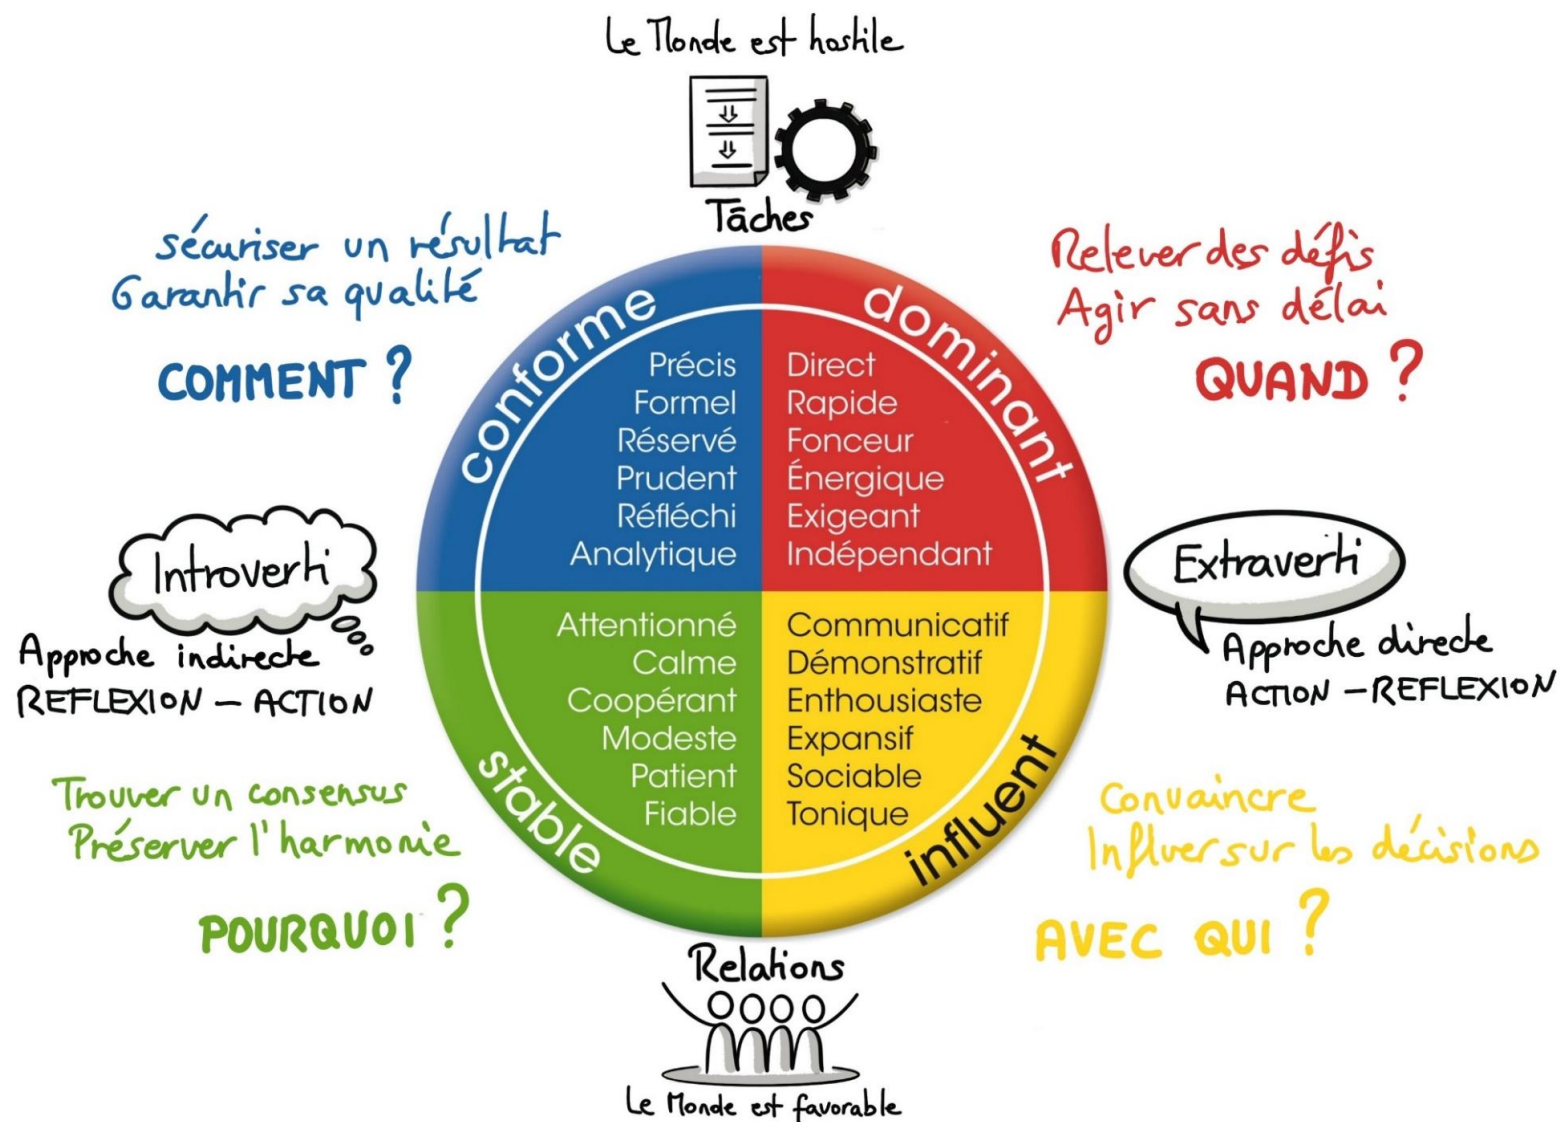 Le Monde est hostile
Tâches
sécuriser un résultat
Garantir sa qualité
COMMENT ?
Relever des défis
Agir sans délai
QUAND ?
conforme
Précis
Formel
Réservé
Prudent
Réfléchi
Analytique
dominant
Direct
Rapide
Fonceur
Énergique
Exigeant
Indépendant
Introverti
Approche indirecte
REFLEXION – ACTION
Extraverti
Approche directe
ACTION – REFLEXION
stable
Attentionné
Calme
Coopérant
Modeste
Patient
Fiable
influent
Communicatif
Démonstratif
Enthousiaste
Expansif
Sociable
Tonique
Trouver un consensus
Préserver l'harmonie
POURQUOI ?
Convaincre
Influer sur les décisions
AVEC QUI ?
Relations
Le Monde est favorable